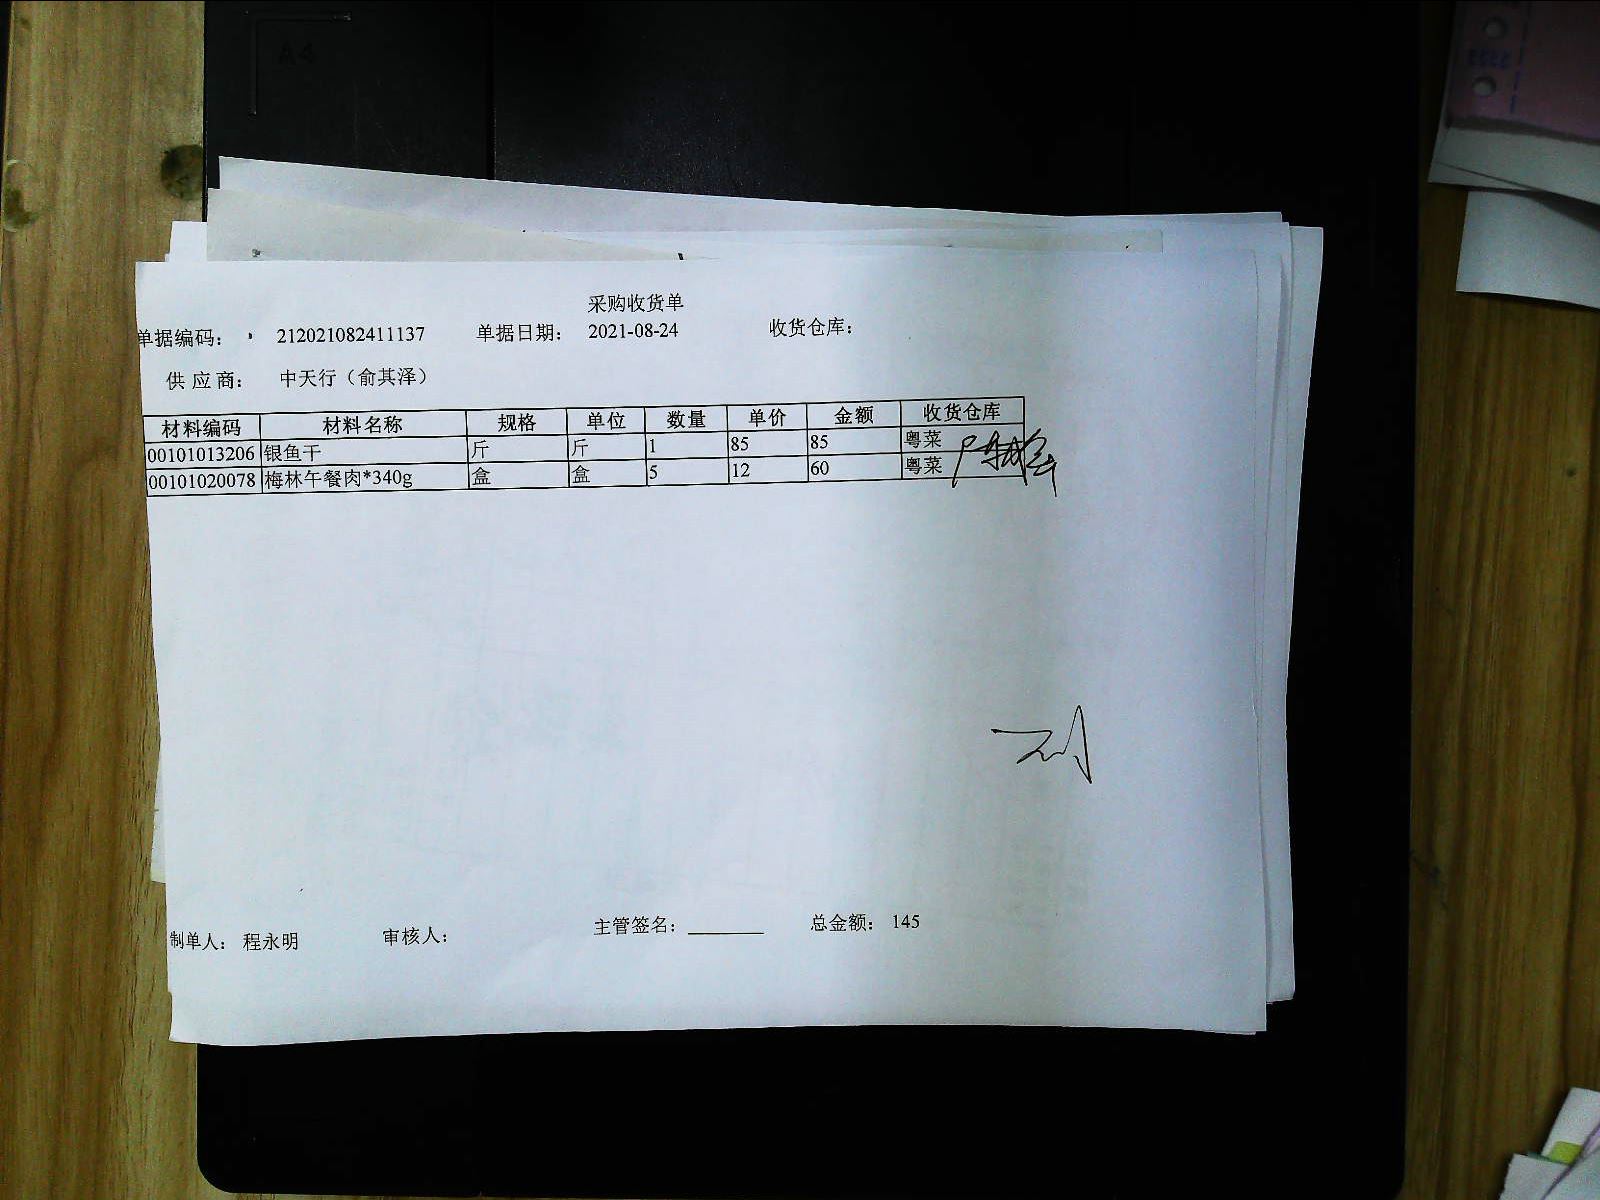 A4
采购收货单
单据编码： 212021082411137 单据日期： 2021-08-24 收货仓库：
供应商： 中天行（俞其泽）
材料编码 材料名称 规格 单位 数量 单价 金额 收货仓库
00101013206 银鱼干 斤 斤 1 85 85 粤菜
00101020078 梅林午餐肉*340g 盒 盒 5 12 60 粤菜
制单人： 程永明 审核人： 主管签名：________ 总金额： 145